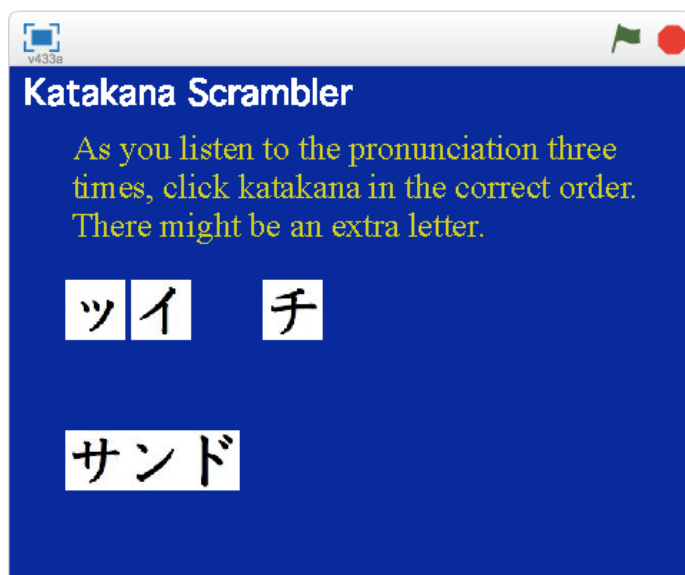 v433a
Katakana Scrambler
As you listen to the pronunciation three
times, click katakana in the correct order.
There might be an extra letter.
ッイ チ
サンド